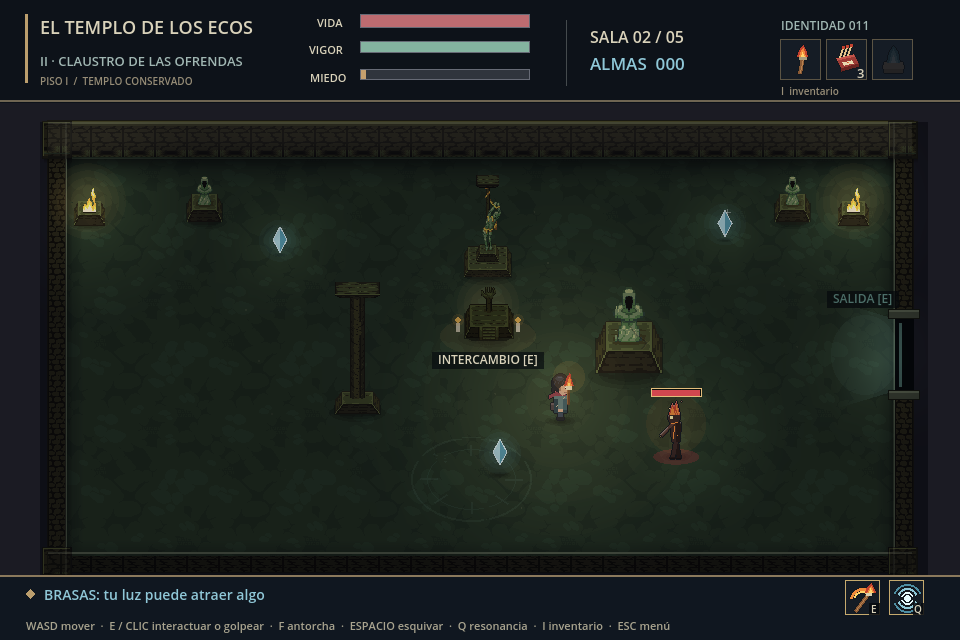 EL TEMPLO DE LOS ECOS
II · CLAUSTRO DE LAS OFRENDAS
PISO I / TEMPLO CONSERVADO
VIDA
VIGOR
MIEDO
SALA 02 / 05
ALMAS 000
IDENTIDAD 011
3
I inventario
SALIDA [E]
INTERCAMBIO [E]
BRASAS: tu luz puede atraer algo
E
Q
WASD mover · E / CLIC interactuar o golpear · F antorcha · ESPACIO esquivar · Q resonancia · I inventario · ESC menú